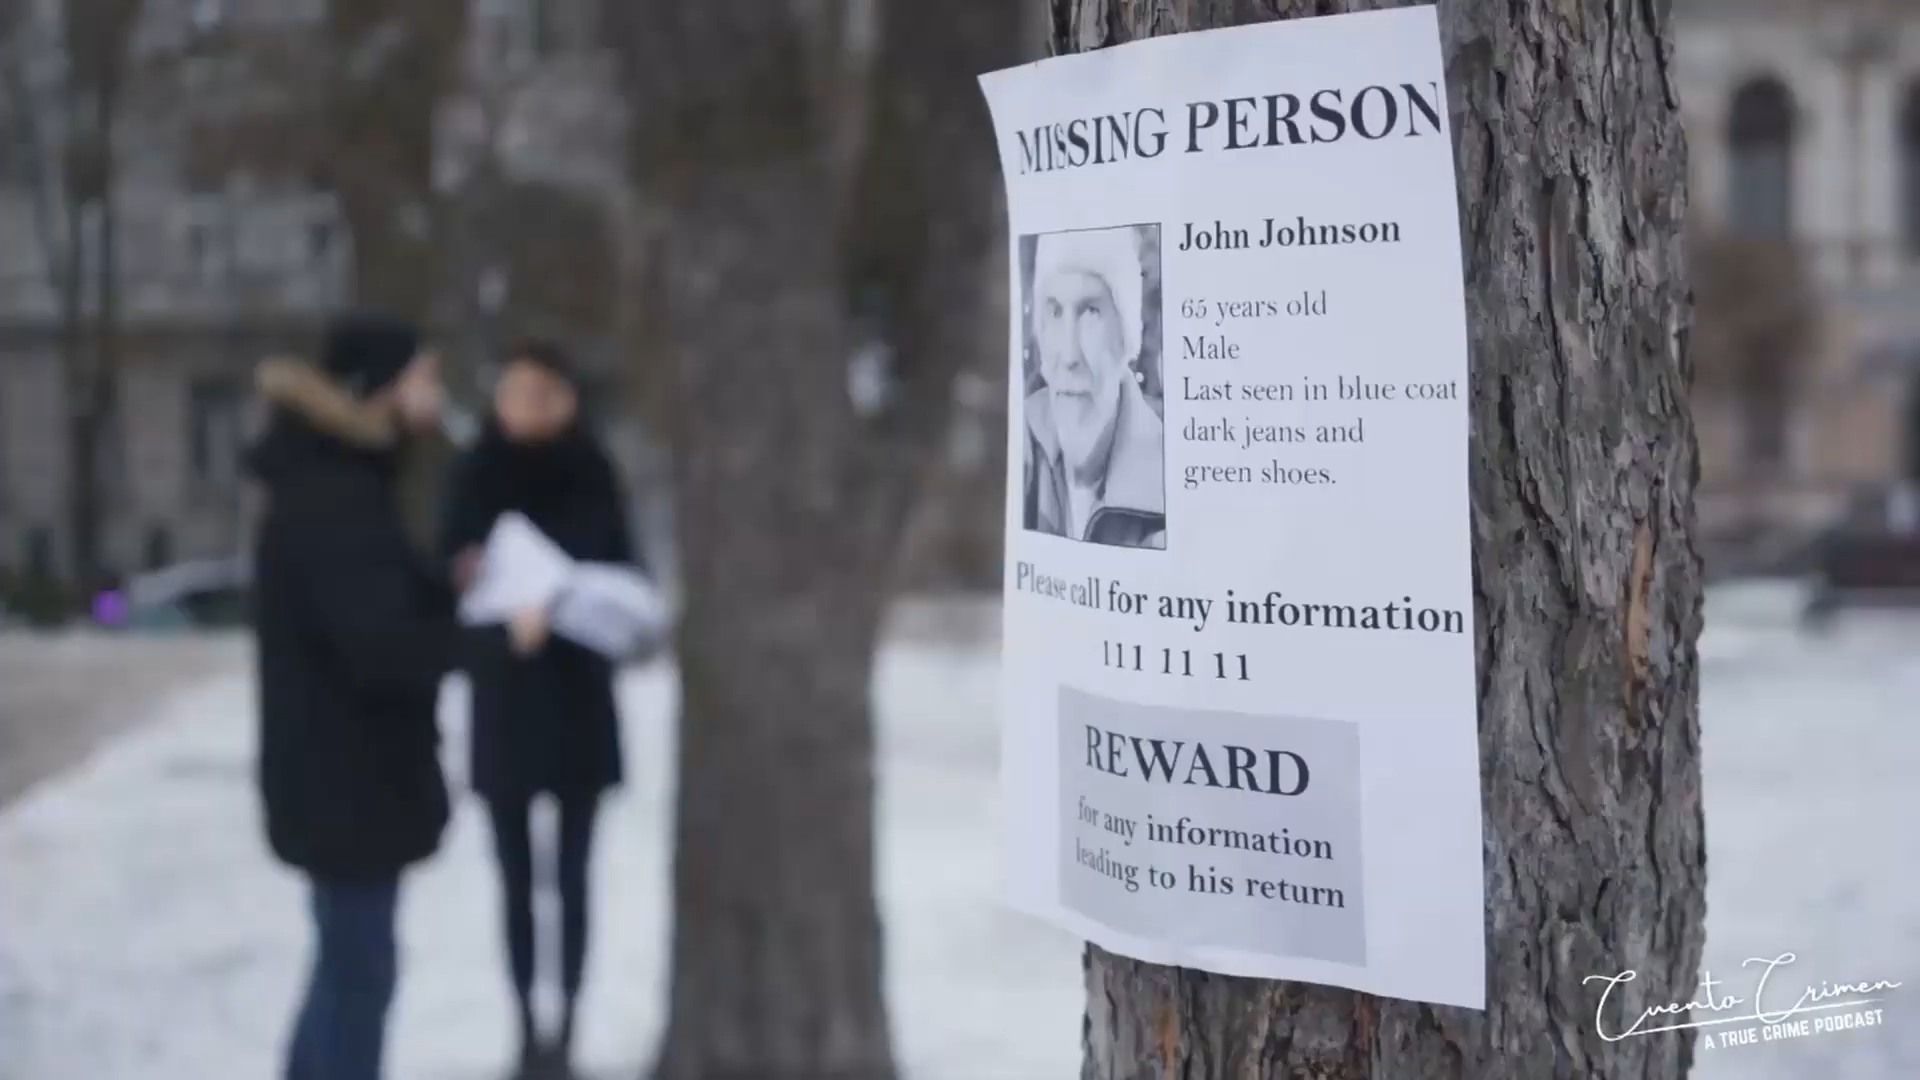 MISSING PERSON
John Johnson
65 years old
Male
Last seen in blue coat
dark jeans and
green shoes.
Please call for any information
111 11 11
REWARD
for any information
leading to his return
Cuento Crimen
A TRUE CRIME PODCAST